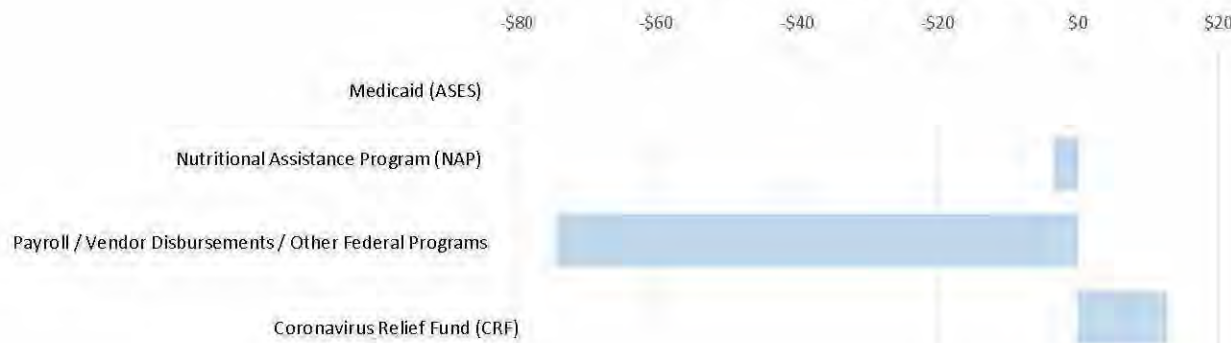 -$80 -$60 -$40 -$20 $0 $20
Medicaid (ASES)
Nutritional Assistance Program (NAP)
Payroll / Vendor Disbursements / Other Federal Programs
Coronavirus Relief Fund (CRF)